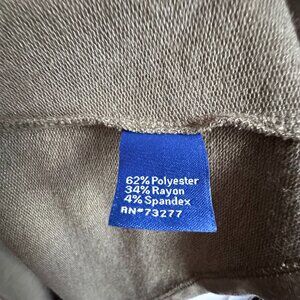 62% Polyester
34% Rayon
4% Spandex
RN#73277